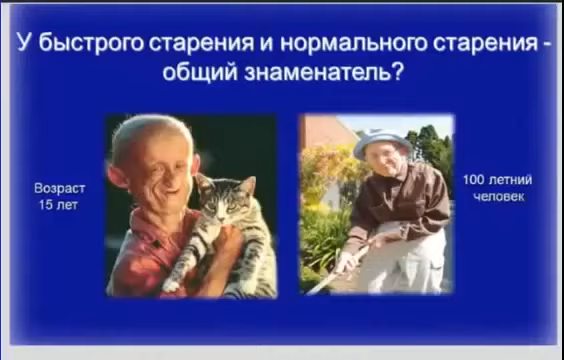 У быстрого старения и нормального старения -
общий знаменатель?
Возраст
15 лет
100 летний
человек